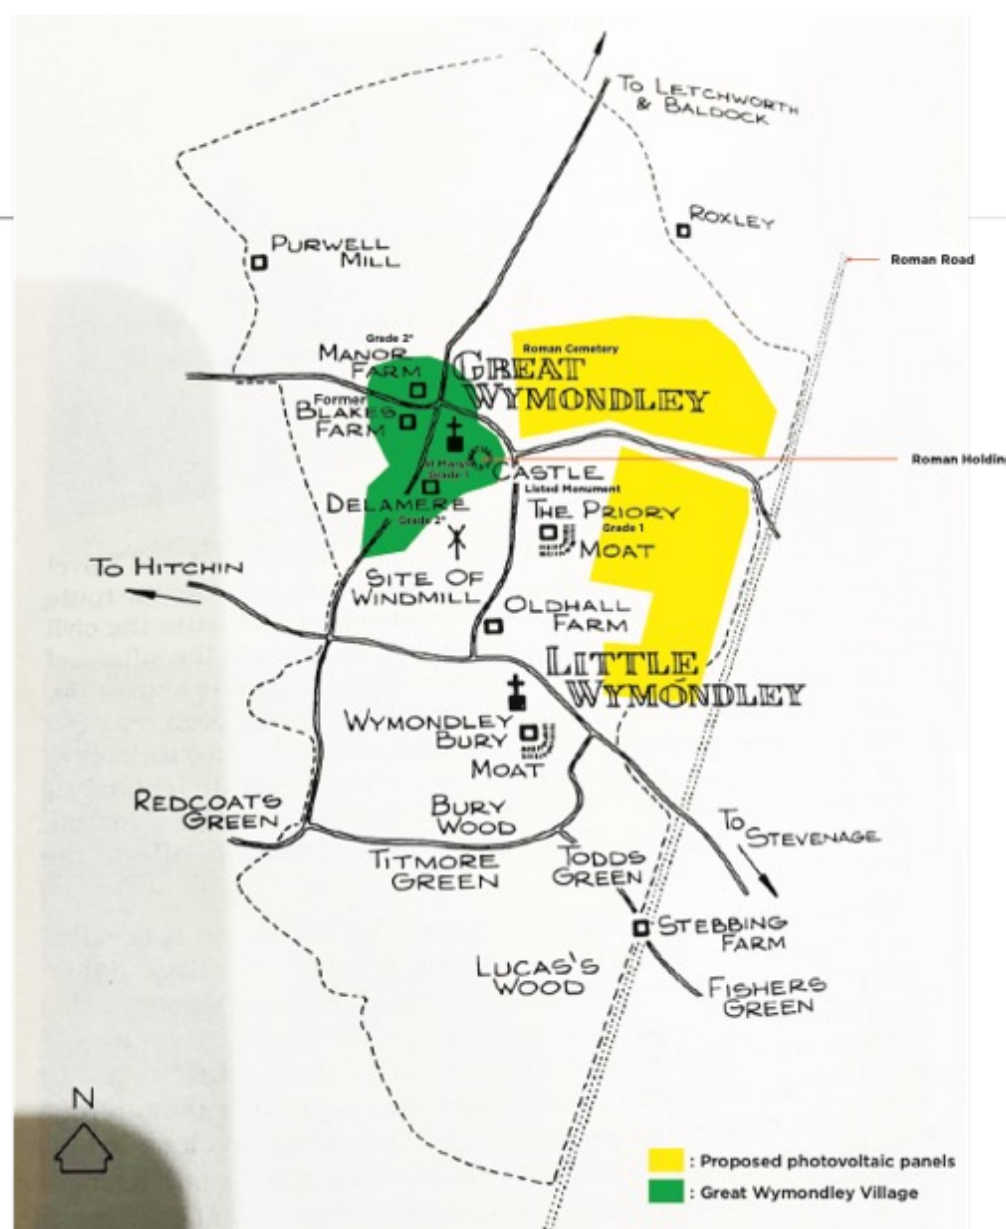 To Letchworth
& Baldock
Roxley
Purwell
Mill
Roman Road
Grade 2*
Manor
Farm
Roman Cemetery
Great
Wymondley
Former
Blakes
Farm
Roman Holding
Grade 1
Castle
Listed Monument
Delamere
Grade 2*
The Priory
Grade 1
Moat
To Hitchin
Site of
Windmill
Oldhall
Farm
Little
Wymondley
Wymondley
Bury
Moat
Redcoats
Green
Bury
Wood
To
Stevenage
Titmore
Green
Todds
Green
Stebbing
Farm
Lucas's
Wood
Fishers
Green
N
: Proposed photovoltaic panels
: Great Wymondley Village